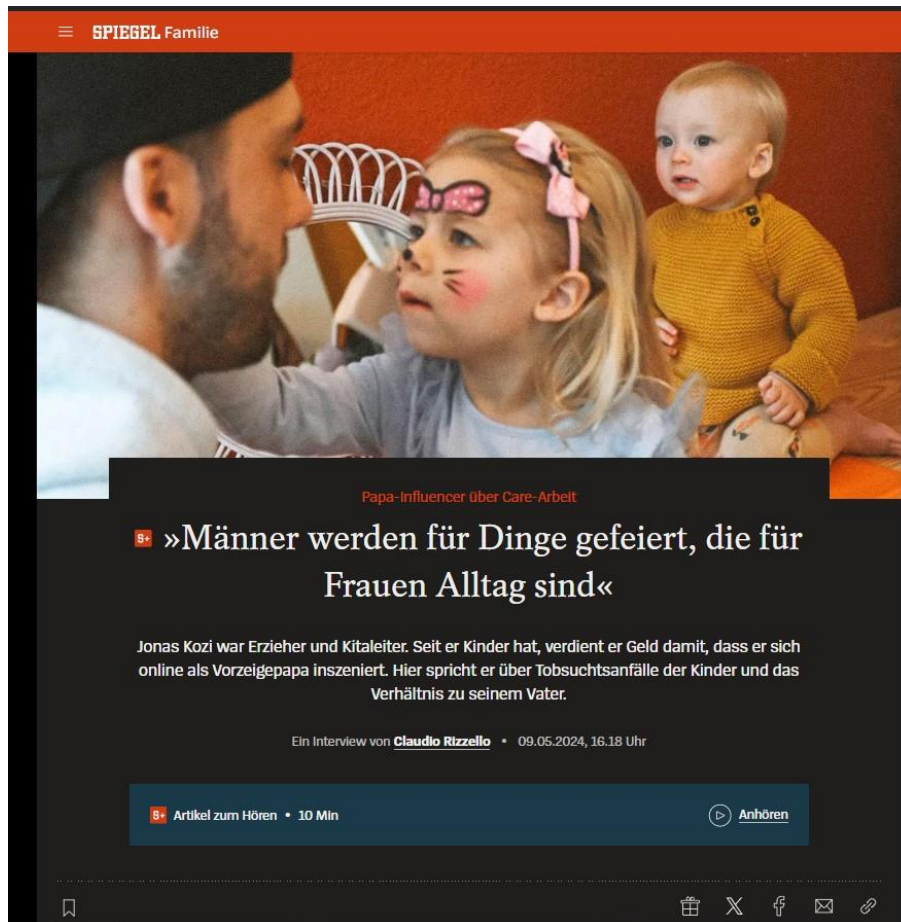 SPIEGEL Familie
Papa-Influencer über Care-Arbeit
S+ »Männer werden für Dinge gefeiert, die für
Frauen Alltag sind«
Jonas Kozi war Erzieher und Kitaleiter. Seit er Kinder hat, verdient er Geld damit, dass er sich
online als Vorzeigepapa inszeniert. Hier spricht er über Tobsuchtsanfälle der Kinder und das
Verhältnis zu seinem Vater.
Ein Interview von Claudio Rizzello • 09.05.2024, 16.18 Uhr
S+ Artikel zum Hören • 10 Min
Anhören